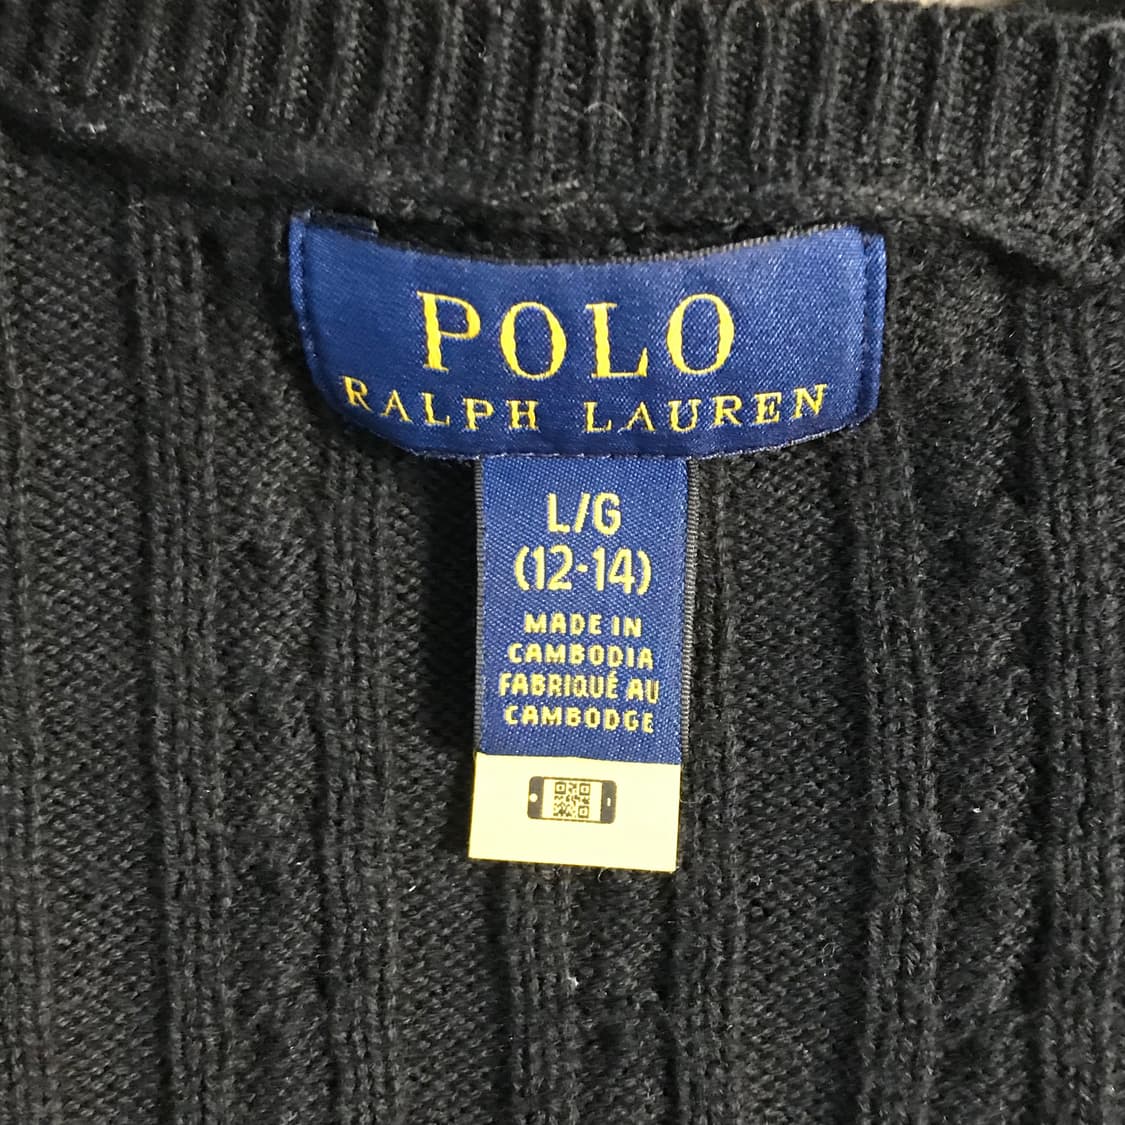 POLO
RALPH LAUREN
L/G
(12-14)
MADE IN
CAMBODIA
FABRIQUÉ AU
CAMBODGE